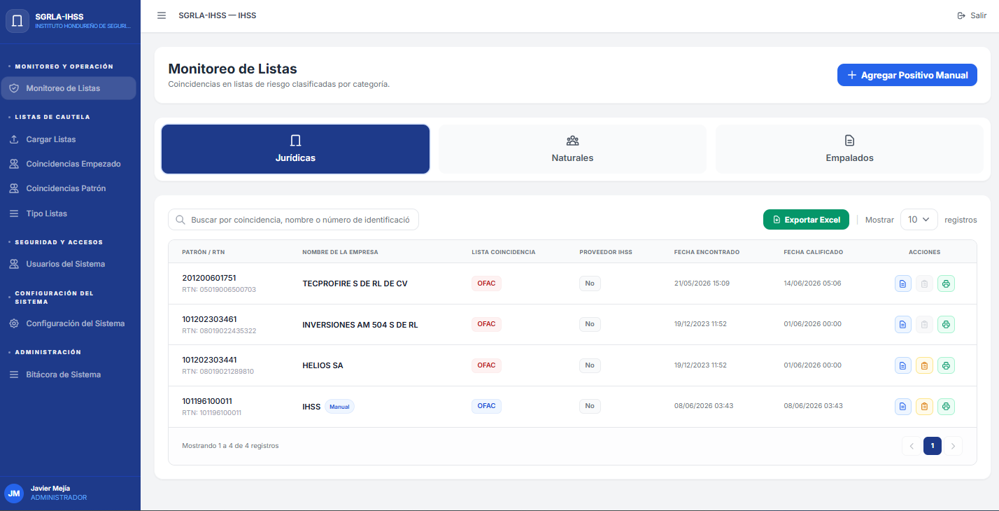 SGRLA-IHSS
INSTITUTO HONDUREÑO DE SEGURI...
MONITOREO Y OPERACIÓN
Monitoreo de Listas
LISTAS DE CAUTELA
Cargar Listas
Coincidencias Empezado
Coincidencias Patrón
Tipo Listas
SEGURIDAD Y ACCESOS
Usuarios del Sistema
CONFIGURACIÓN DEL
SISTEMA
Configuración del Sistema
ADMINISTRACIÓN
Bitácora de Sistema
JM
Javier Mejía
ADMINISTRADOR
SGRLA-IHSS — IHSS
Salir
Monitoreo de Listas
Coincidencias en listas de riesgo clasificadas por categoría.
Agregar Positivo Manual
Jurídicas
Naturales
Empalados
Buscar por coincidencia, nombre o número de identificació
Exportar Excel
Mostrar 10 registros
PATRÓN / RTN NOMBRE DE LA EMPRESA LISTA COINCIDENCIA PROVEEDOR IHSS FECHA ENCONTRADO FECHA CALIFICADO ACCIONES
201200601751
RTN: 05019006500703
TECPROFIRE S DE RL DE CV OFAC No 21/05/2026 15:09 14/06/2026 05:06
101202303461
RTN: 08019022435322
INVERSIONES AM 504 S DE RL OFAC No 19/12/2023 11:52 01/06/2026 00:00
101202303441
RTN: 08019021289810
HELIOS SA OFAC No 19/12/2023 11:52 01/06/2026 00:00
101196100011
RTN: 101196100011
IHSS Manual OFAC No 08/06/2026 03:43 08/06/2026 03:43
Mostrando 1 a 4 de 4 registros
1